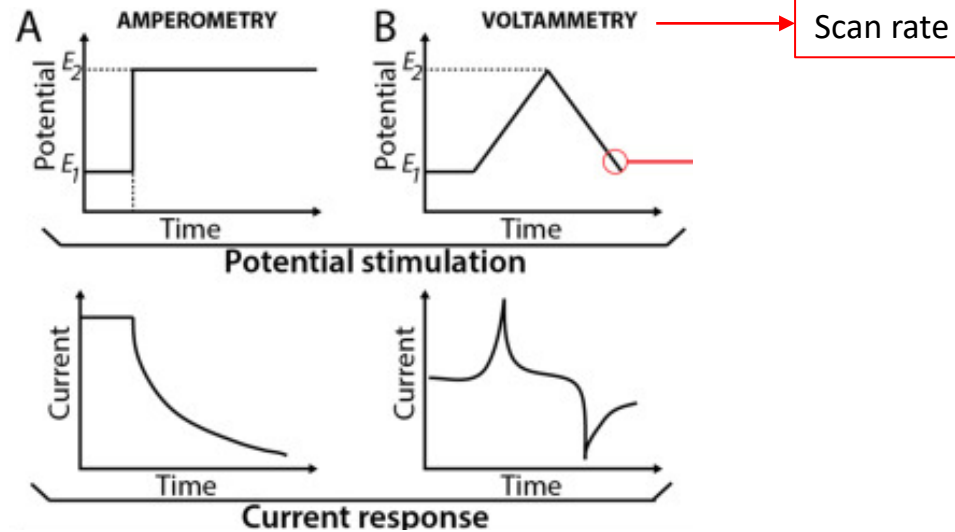 A AMPEROMETRY
B VOLTAMMETRY
Scan rate
Potential
E2
E1
Time
Potential
E2
E1
Time
Potential stimulation
Current
Time
Current
Time
Current response